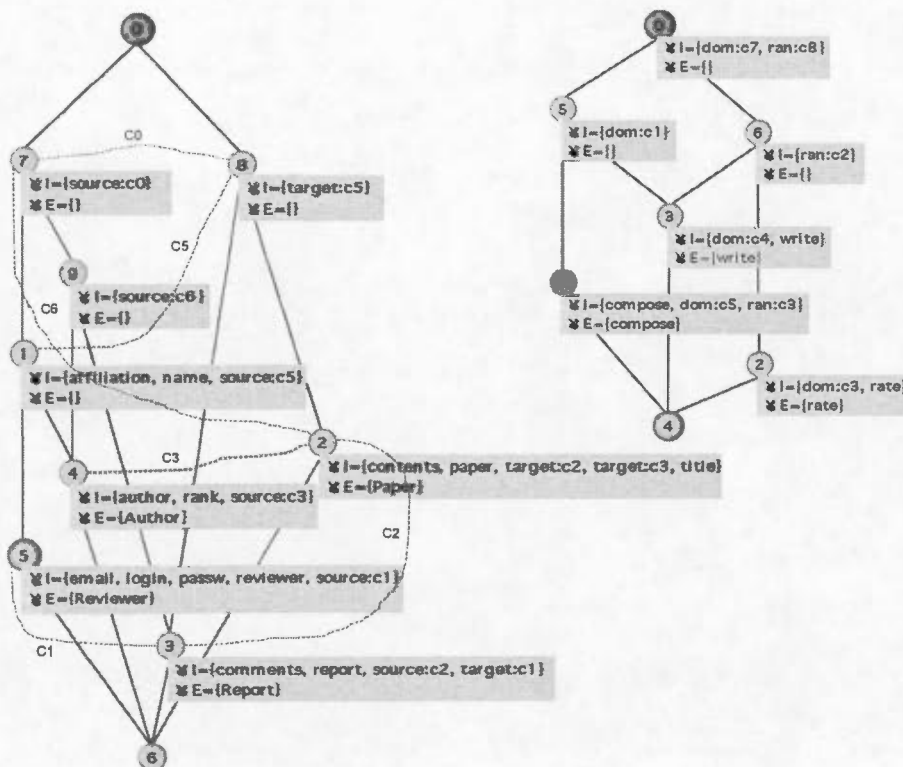 C0
7
8
I={source:c0}
E={}
I={target:c5}
E={}
C5
9
I={source:c6}
E={}
C6
1
I={affiliation, name, source:c5}
E={}
2
C3
I={contents, paper, target:c2, target:c3, title}
E={Paper}
4
I={author, rank, source:c3}
E={Author}
C2
5
I={email, login, passw, reviewer, source:c1}
E={Reviewer}
3
C1
I={comments, report, source:c2, target:c1}
E={Report}
6
I={dom:c7, ran:c8}
E={}
5
I={dom:c1}
E={}
6
I={ran:c2}
E={}
3
I={dom:c4, write}
E={write}
I={compose, dom:c5, ran:c3}
E={compose}
2
I={dom:c3, rate}
E={rate}
4